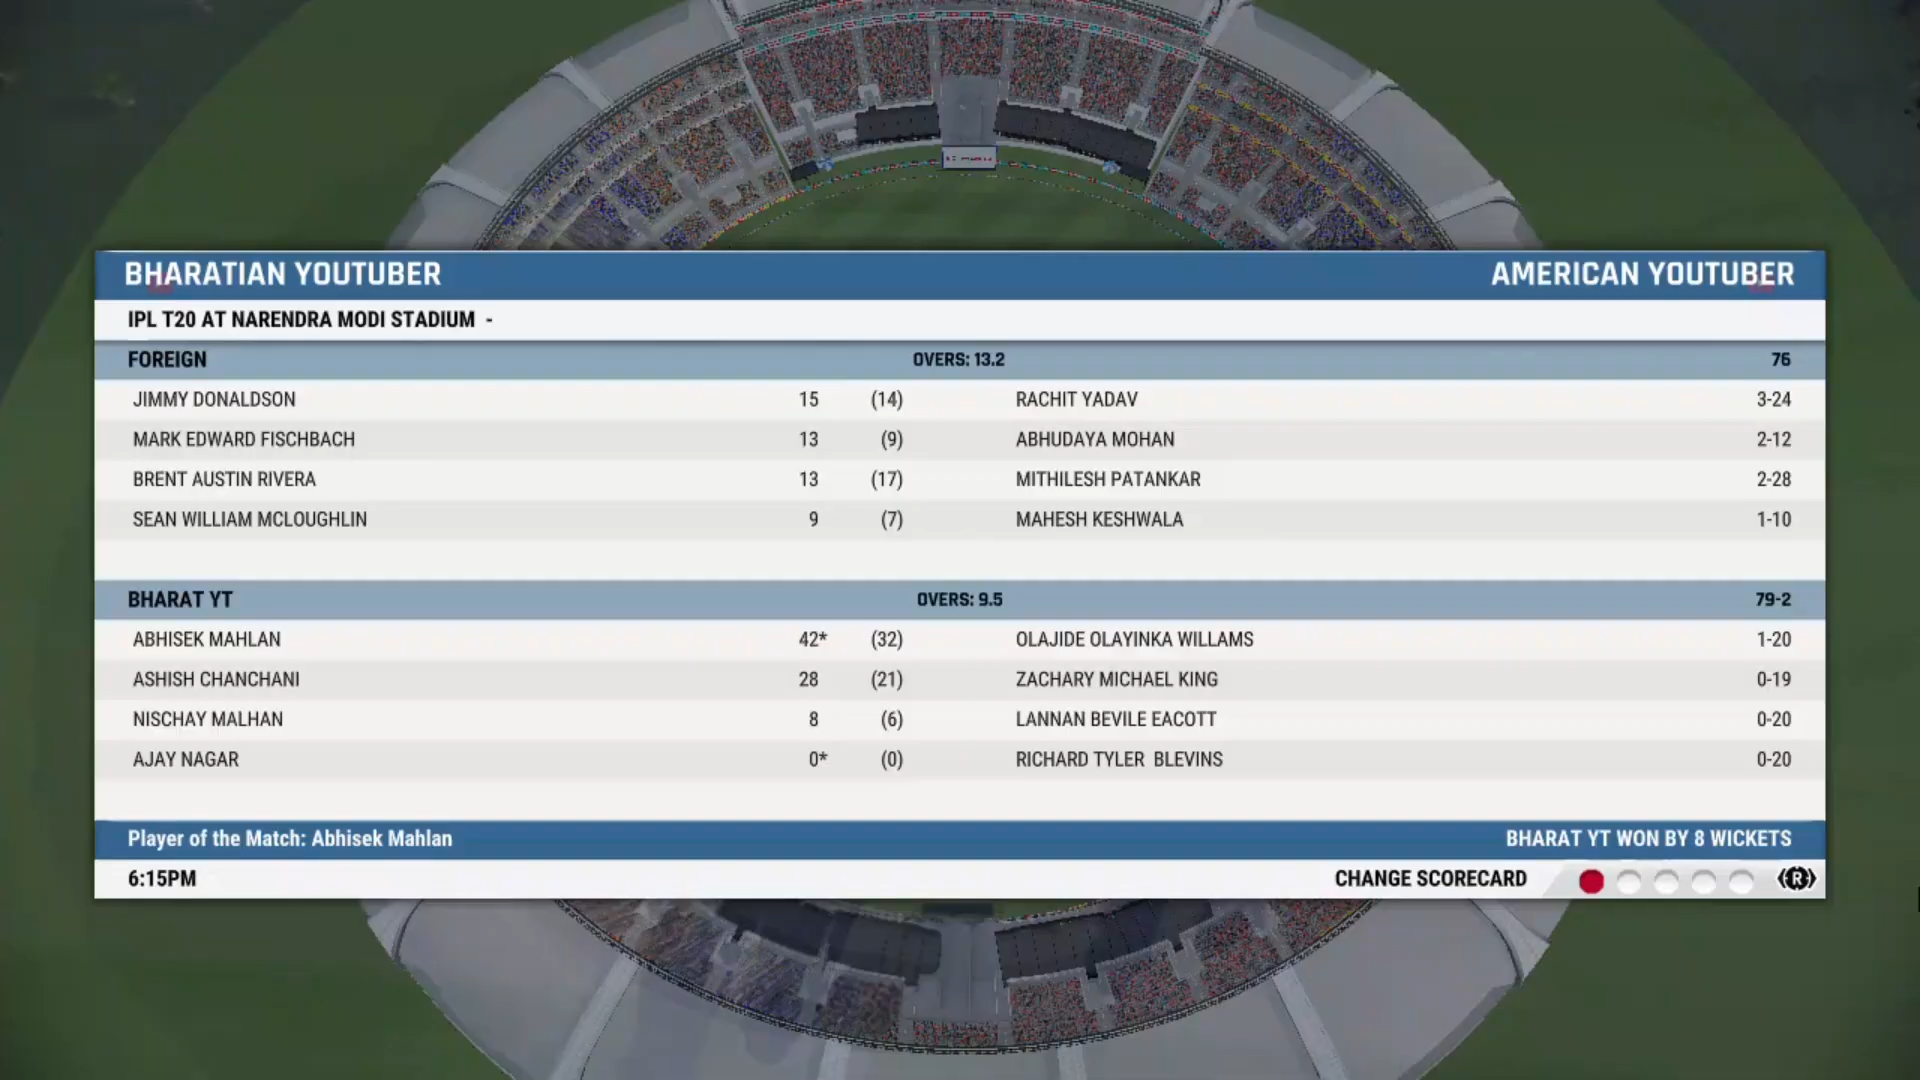 BHARATIAN YOUTUBER AMERICAN YOUTUBER
IPL T20 AT NARENDRA MODI STADIUM -
FOREIGN OVERS: 13.2 76
JIMMY DONALDSON 15 (14) RACHIT YADAV 3-24
MARK EDWARD FISCHBACH 13 (9) ABHUDAYA MOHAN 2-12
BRENT AUSTIN RIVERA 13 (17) MITHILESH PATANKAR 2-28
SEAN WILLIAM MCLOUGHLIN 9 (7) MAHESH KESHWALA 1-10
BHARAT YT OVERS: 9.5 79-2
ABHISEK MAHLAN 42* (32) OLAJIDE OLAYINKA WILLAMS 1-20
ASHISH CHANCHANI 28 (21) ZACHARY MICHAEL KING 0-19
NISCHAY MALHAN 8 (6) LANNAN BEVILE EACOTT 0-20
AJAY NAGAR 0* (0) RICHARD TYLER BLEVINS 0-20
Player of the Match: Abhisek Mahlan BHARAT YT WON BY 8 WICKETS
6:15PM CHANGE SCORECARD R